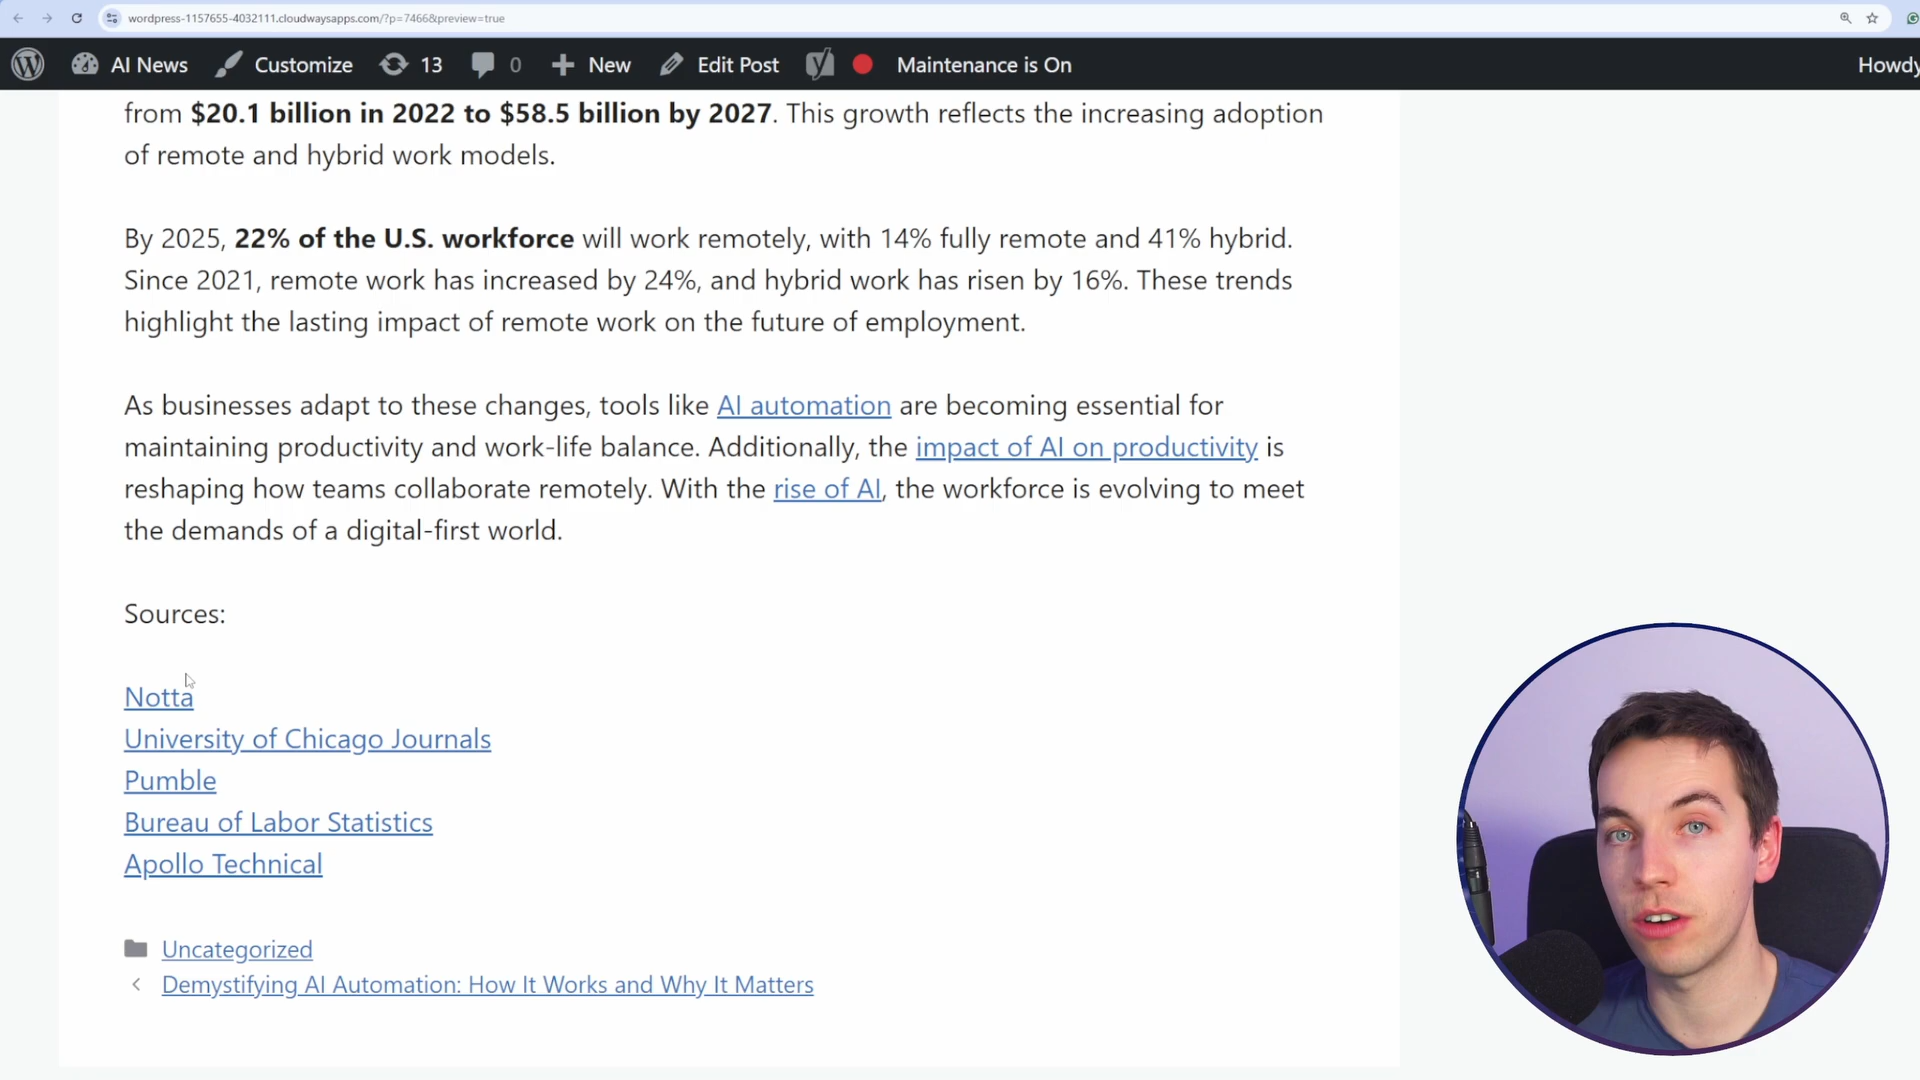 wordpress-1157655-4032111.cloudwaysapps.com/?p=7466&preview=true
AI News Customize 13 0 New Edit Post Maintenance is On Howdy
from $20.1 billion in 2022 to $58.5 billion by 2027. This growth reflects the increasing adoption
of remote and hybrid work models.
By 2025, 22% of the U.S. workforce will work remotely, with 14% fully remote and 41% hybrid.
Since 2021, remote work has increased by 24%, and hybrid work has risen by 16%. These trends
highlight the lasting impact of remote work on the future of employment.
As businesses adapt to these changes, tools like AI automation are becoming essential for
maintaining productivity and work-life balance. Additionally, the impact of AI on productivity is
reshaping how teams collaborate remotely. With the rise of AI, the workforce is evolving to meet
the demands of a digital-first world.
Sources:
Notta
University of Chicago Journals
Pumble
Bureau of Labor Statistics
Apollo Technical
Uncategorized
Demystifying AI Automation: How It Works and Why It Matters